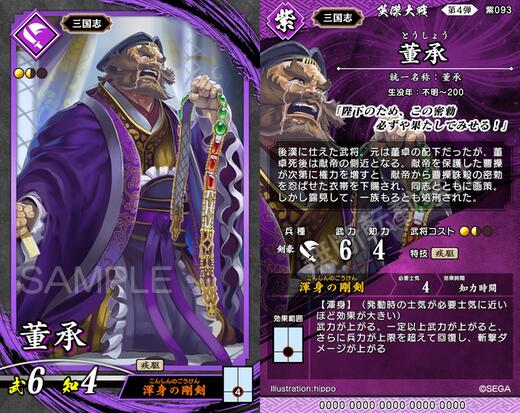 三国志
SAMPLE
董承
疾駆
武6 知4
こんしんのごうけん
渾身の剛剣
4
紫
三国志
英傑大戦
第4弾
紫093
とうしょう
董承
統一名称：董承
生没年：不明～200
「陛下のため、この密勅
必ずや果たしてみせる！」
後漢に仕えた武将。元は董卓の配下だったが、董
卓死後は献帝の側近となる。献帝を保護した曹操
が次第に権力を増すと、献帝から曹操誅殺の密勅
を忍ばせた衣帯を下賜され、同志とともに画策。
しかし露見して、一族もろとも処刑された。
兵種
武力
知力
武将コスト
剣豪
6
4
特技
疾駆
こんしんのごうけん
渾身の剛剣
必要士気
4
効果時間
知力時間
効果範囲
【渾身】（発動時の士気が必要士気に近い
ほど効果が大きい）
武力が上がる。一定以上武力が上がると、
さらに兵力が上限を超えて回復し、斬撃ダ
メージが上がる
Illustration:hippo
©SEGA
0000 0000 0000 0000 0000